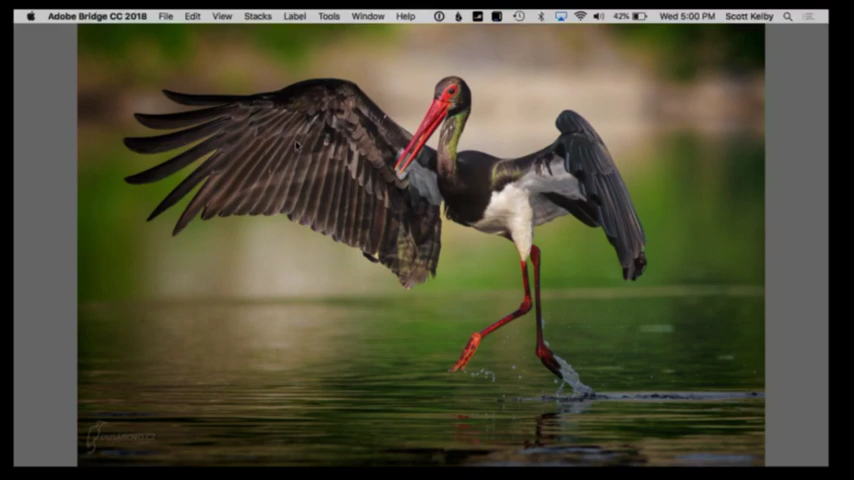 Adobe Bridge CC 2018 File Edit View Stacks Label Tools Window Help 42% Wed 5:00 PM Scott Kelby